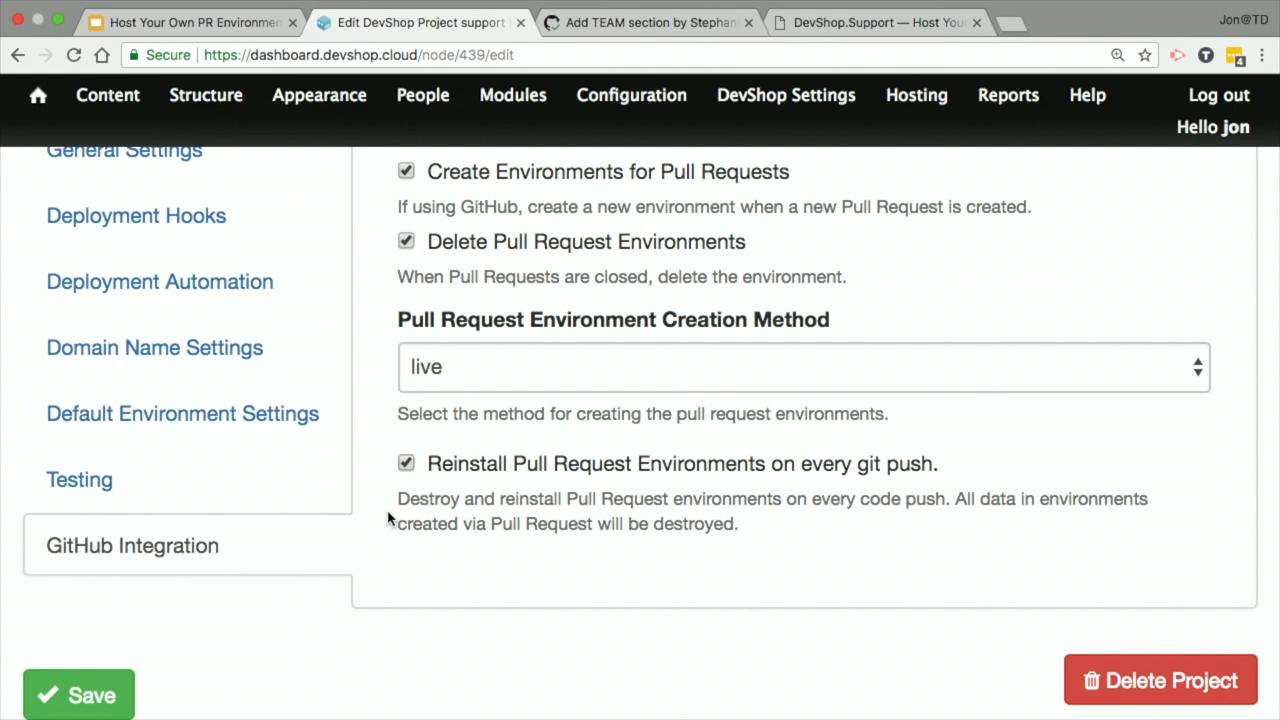 Host Your Own PR Environmen
Edit DevShop Project support
Add TEAM section by Stephan
DevShop.Support — Host You
Jon@TD
Secure
https://dashboard.devshop.cloud/node/439/edit
4
Content
Structure
Appearance
People
Modules
Configuration
DevShop Settings
Hosting
Reports
Help
Log out
Hello jon
General Settings
Deployment Hooks
Deployment Automation
Domain Name Settings
Default Environment Settings
Testing
GitHub Integration
Create Environments for Pull Requests
If using GitHub, create a new environment when a new Pull Request is created.
Delete Pull Request Environments
When Pull Requests are closed, delete the environment.
Pull Request Environment Creation Method
live
Select the method for creating the pull request environments.
Reinstall Pull Request Environments on every git push.
Destroy and reinstall Pull Request environments on every code push. All data in environments
created via Pull Request will be destroyed.
Save
Delete Project